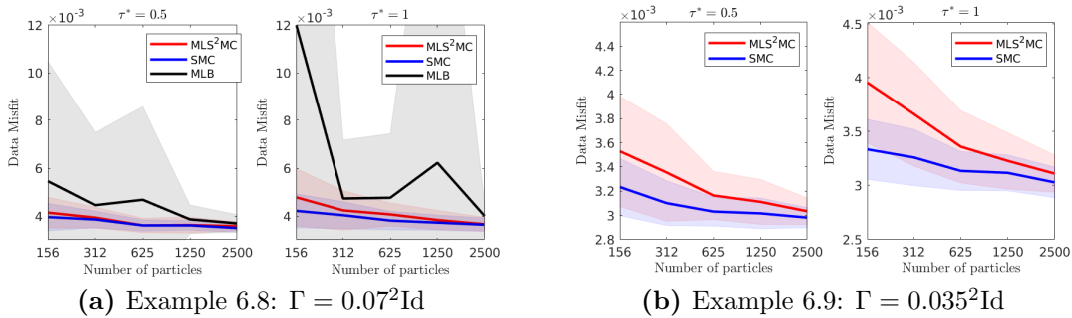 ×10⁻³
τ* = 0.5
12
10
8
6
4
Data Misfit
MLS²MC
SMC
MLB
156 312 625 1250 2500
Number of particles
×10⁻³
τ* = 1
12
10
8
6
4
Data Misfit
MLS²MC
SMC
MLB
156 312 625 1250 2500
Number of particles
(a) Example 6.8: Γ = 0.07²Id
×10⁻³
τ* = 0.5
4.6
4.4
4.2
4
3.8
3.6
3.4
3.2
3
2.8
Data Misfit
MLS²MC
SMC
156 312 625 1250 2500
Number of particles
×10⁻³
τ* = 1
4.5
4
3.5
3
2.5
Data Misfit
MLS²MC
SMC
156 312 625 1250 2500
Number of particles
(b) Example 6.9: Γ = 0.035²Id